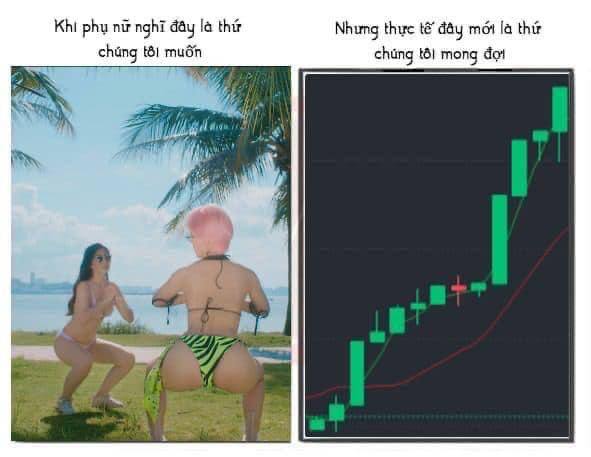 Khi phụ nữ nghĩ đây là thứ
chúng tôi muốn
Nhưng thực tế đây mới là thứ
chúng tôi mong đợi